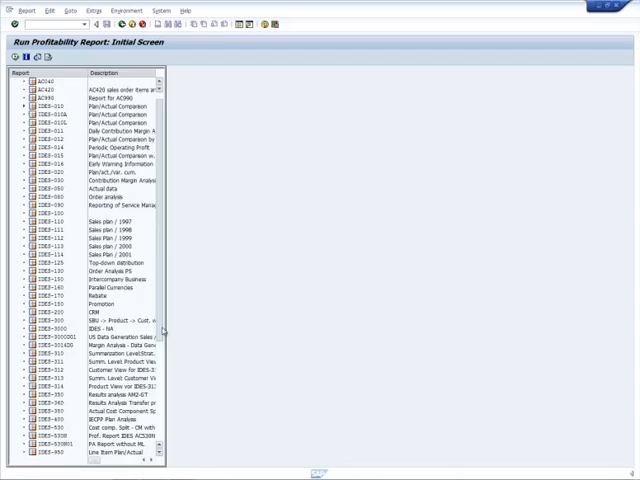 Report Edit Goto Extras Environment System Help
Run Profitability Report: Initial Screen
Report Description
AC040
AC420 AC420 sales order items a
AC990 Report for AC990
IDES-010 Plan/Actual Comparison
IDES-010A Plan/Actual Comparison
IDES-010L Plan/Actual Comparison
IDES-011 Daily Contribution Margin A
IDES-012 Plan/Actual Comparison by
IDES-014 Periodic Operating Profit
IDES-015 Plan/Actual Comparison w.
IDES-016 Early Warning Information
IDES-020 Plan/act./Var. cum.
IDES-030 Contribution Margin Analysi
IDES-050 Actual data
IDES-080 Order analysis
IDES-090 Reporting of Service Manag
IDES-100
IDES-110 Sales plan / 1997
IDES-111 Sales plan / 1998
IDES-112 Sales Plan / 1999
IDES-113 Sales plan / 2000
IDES-114 Sales Plan / 2001
IDES-125 Top-down distribution
IDES-130 Order Analysis PS
IDES-150 Intercompany Business
IDES-160 Parallel Currencies
IDES-170 Rebate
Promotion
IDES-200 CRM
IDES-300 SBU -> Product -> Cust. v
IDES-3000 IDES - NA
US Data Generation Sales /
IDES-3014DG Margin Analysis - Data Gene
IDES-310 Summarization Level:Strat.
IDES-311 Summ. Level: Product View
IDES-312 Customer View for IDES-31
IDES-313 Summ. Level: Customer Vi
IDES-314 Product View vor IDES-313
IDES-350 Results analysis AM2-GT
IDES-360 Results Analysis Transfer pr
Actual Cost Component Sp
IDES-400 IECPP Plan Analysis
IDES-530 Cost comp. Split - CM with
IDES-530N Prof. Report IDES AC530N
IDES-530N01 PA Report without ML
IDES-950 Line Item Plan/Actual
SAP